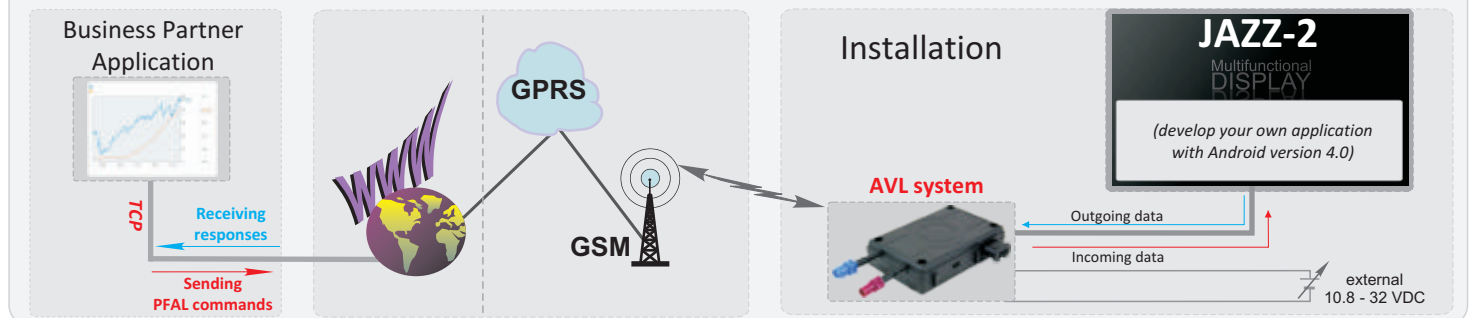 Business Partner
Application
TCP
Receiving
responses
Sending
PFAL commands
WWW
GPRS
GSM
Installation
AVL system
JAZZ-2
Multifunctional
DISPLAY
(develop your own application
with Android version 4.0)
Outgoing data
Incoming data
external
10.8 - 32 VDC